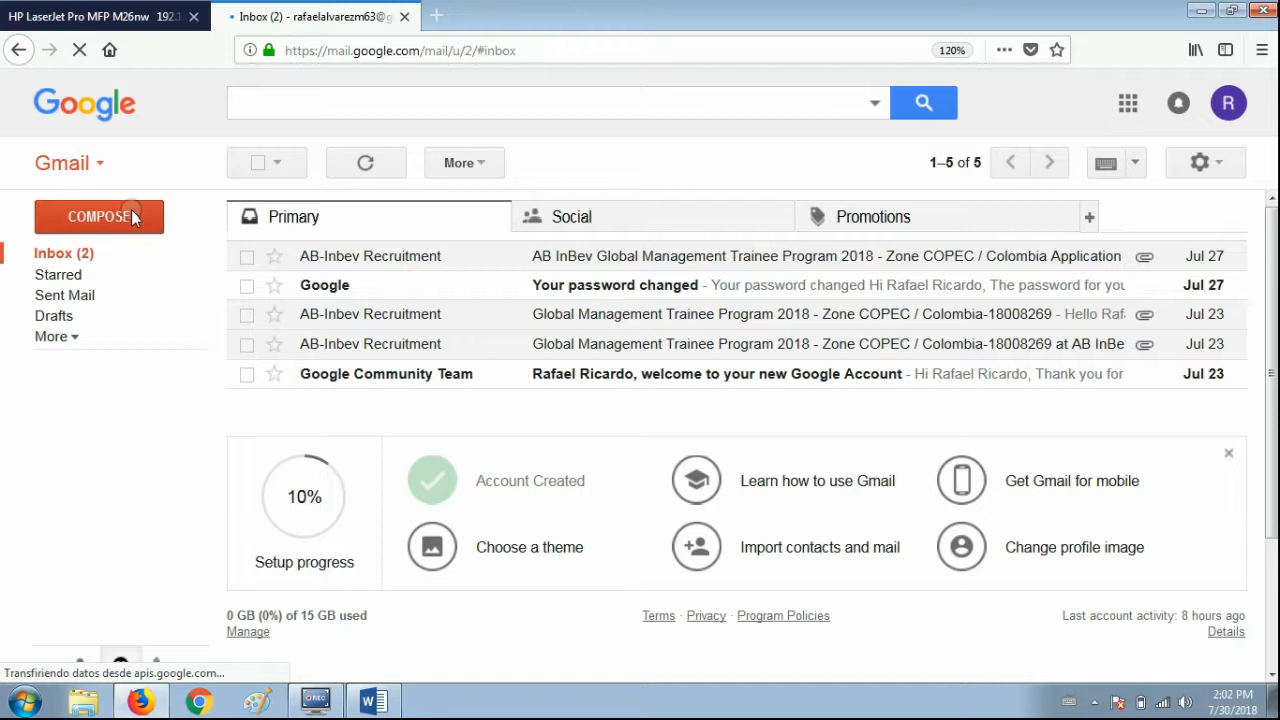 HP LaserJet Pro MFP M26nw 192.1
Inbox (2) - rafaelalvarezm63@g
https://mail.google.com/mail/u/2/#inbox
120%
Google
R
Gmail
More
1–5 of 5
COMPOSE
Primary
Social
Promotions
Inbox (2)
Starred
Sent Mail
Drafts
More
AB-Inbev Recruitment AB InBev Global Management Trainee Program 2018 - Zone COPEC / Colombia Application Jul 27
Google Your password changed - Your password changed Hi Rafael Ricardo, The password for you Jul 27
AB-Inbev Recruitment Global Management Trainee Program 2018 - Zone COPEC / Colombia-18008269 - Hello Raf Jul 23
AB-Inbev Recruitment Global Management Trainee Program 2018 - Zone COPEC / Colombia-18008269 at AB InBe Jul 23
Google Community Team Rafael Ricardo, welcome to your new Google Account - Hi Rafael Ricardo, Thank you for Jul 23
10%
Setup progress
Account Created
Learn how to use Gmail
Get Gmail for mobile
Choose a theme
Import contacts and mail
Change profile image
0 GB (0%) of 15 GB used
Manage
Terms · Privacy · Program Policies
Last account activity: 8 hours ago
Details
Transfiriendo datos desde apis.google.com...
REC
W
2:02 PM
7/30/2018